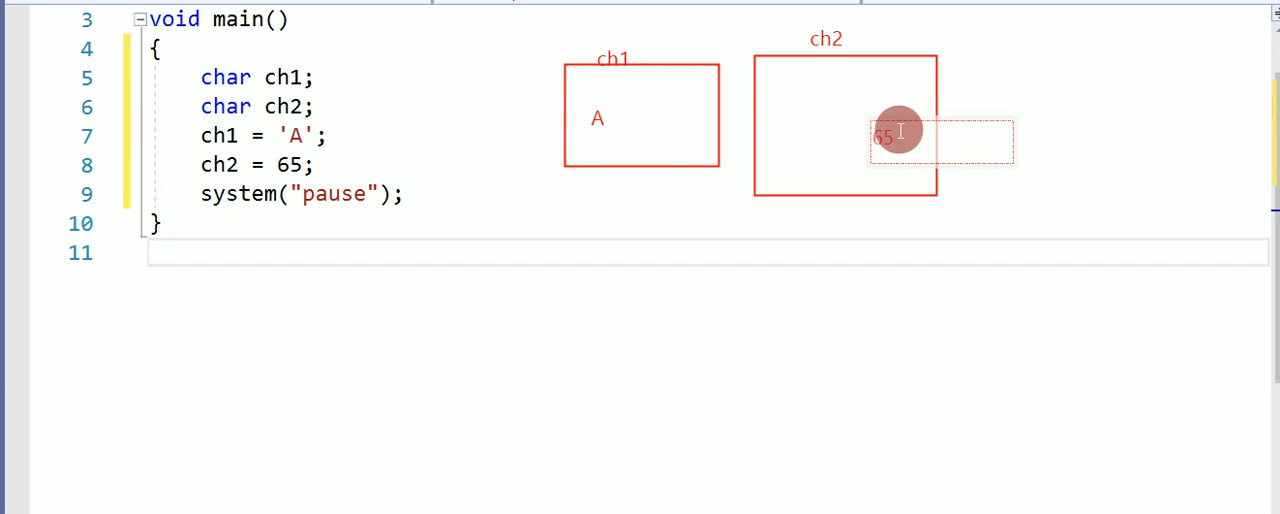 3 void main()
4 {
5 char ch1;
6 char ch2;
7 ch1 = 'A';
8 ch2 = 65;
9 system("pause");
10 }
11
ch1
A
ch2
65